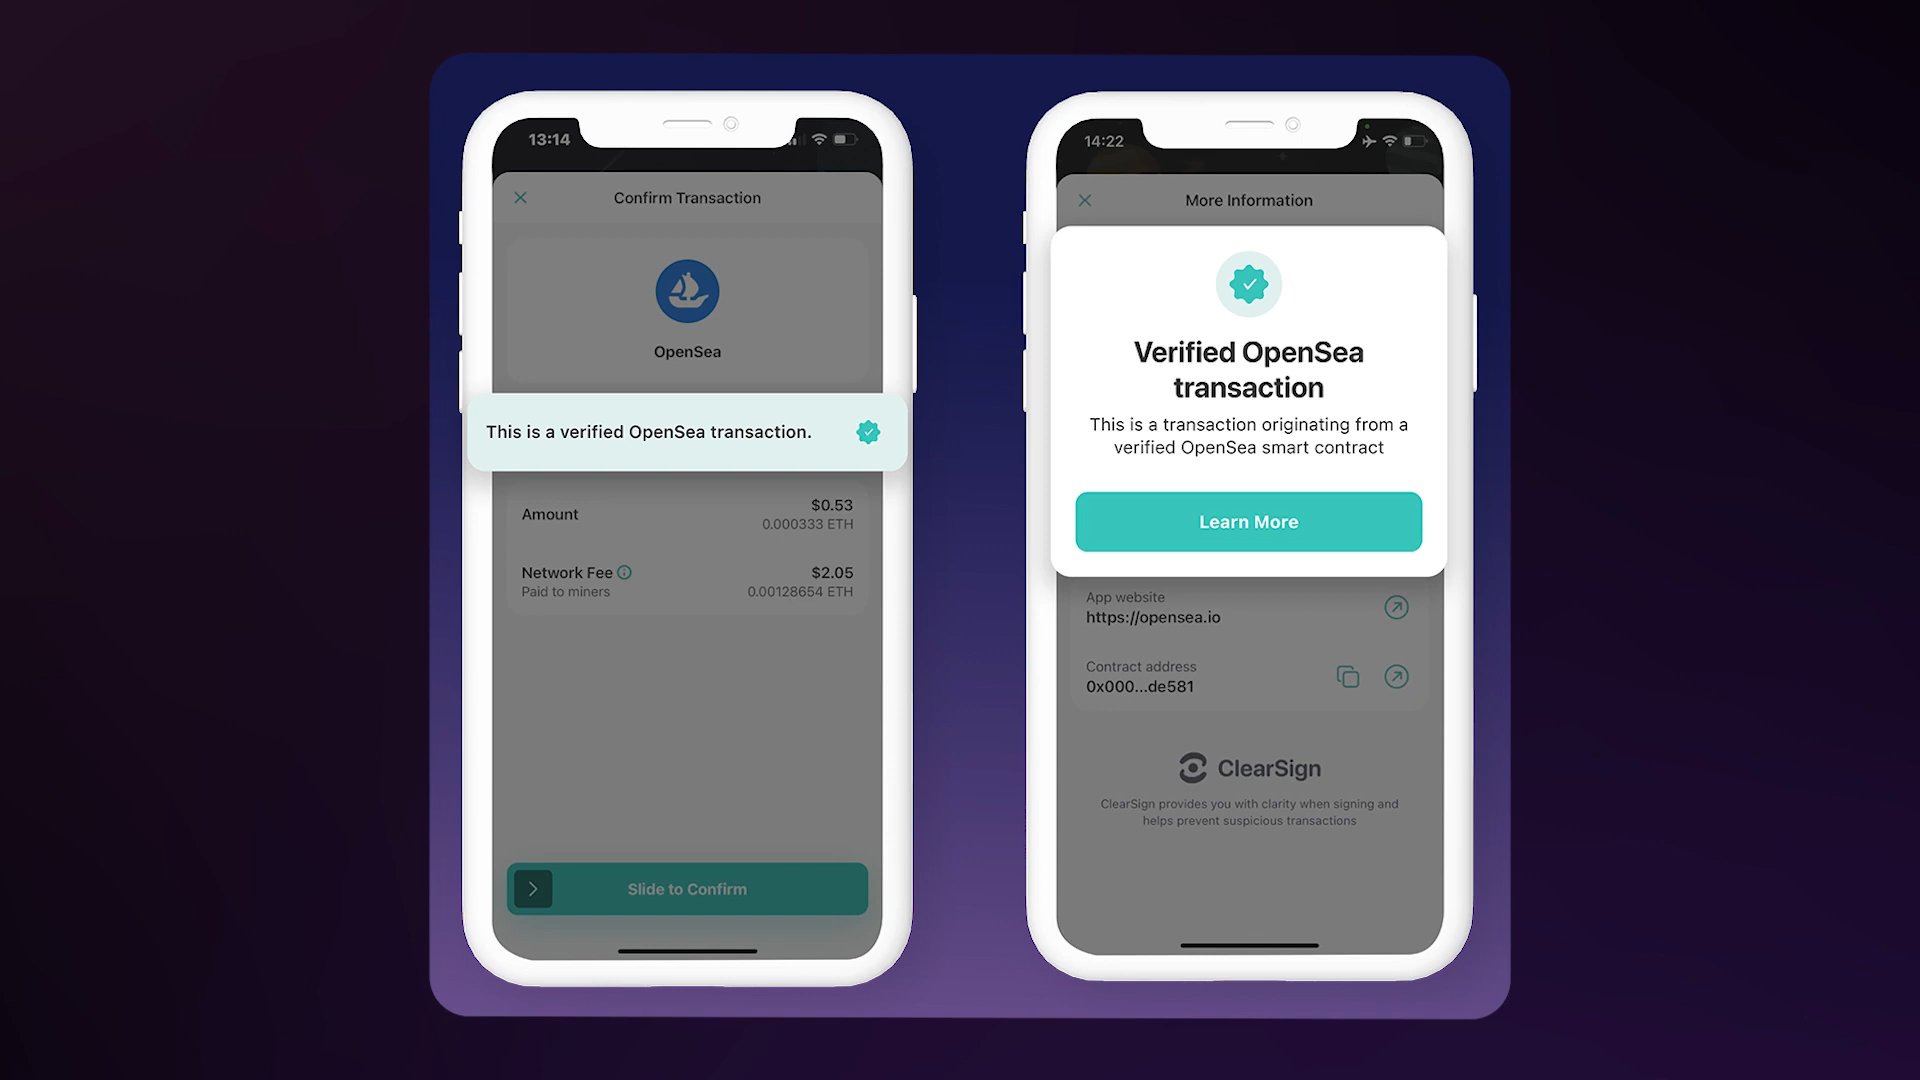 13:14
Confirm Transaction
OpenSea
This is a verified OpenSea transaction.
Amount
$0.53
0.000333 ETH
Network Fee
$2.05
Paid to miners
0.00128654 ETH
Slide to Confirm
14:22
More Information
Verified OpenSea
transaction
This is a transaction originating from a
verified OpenSea smart contract
Learn More
App website
https://opensea.io
Contract address
0x000...de581
ClearSign
ClearSign provides you with clarity when signing and
helps prevent suspicious transactions